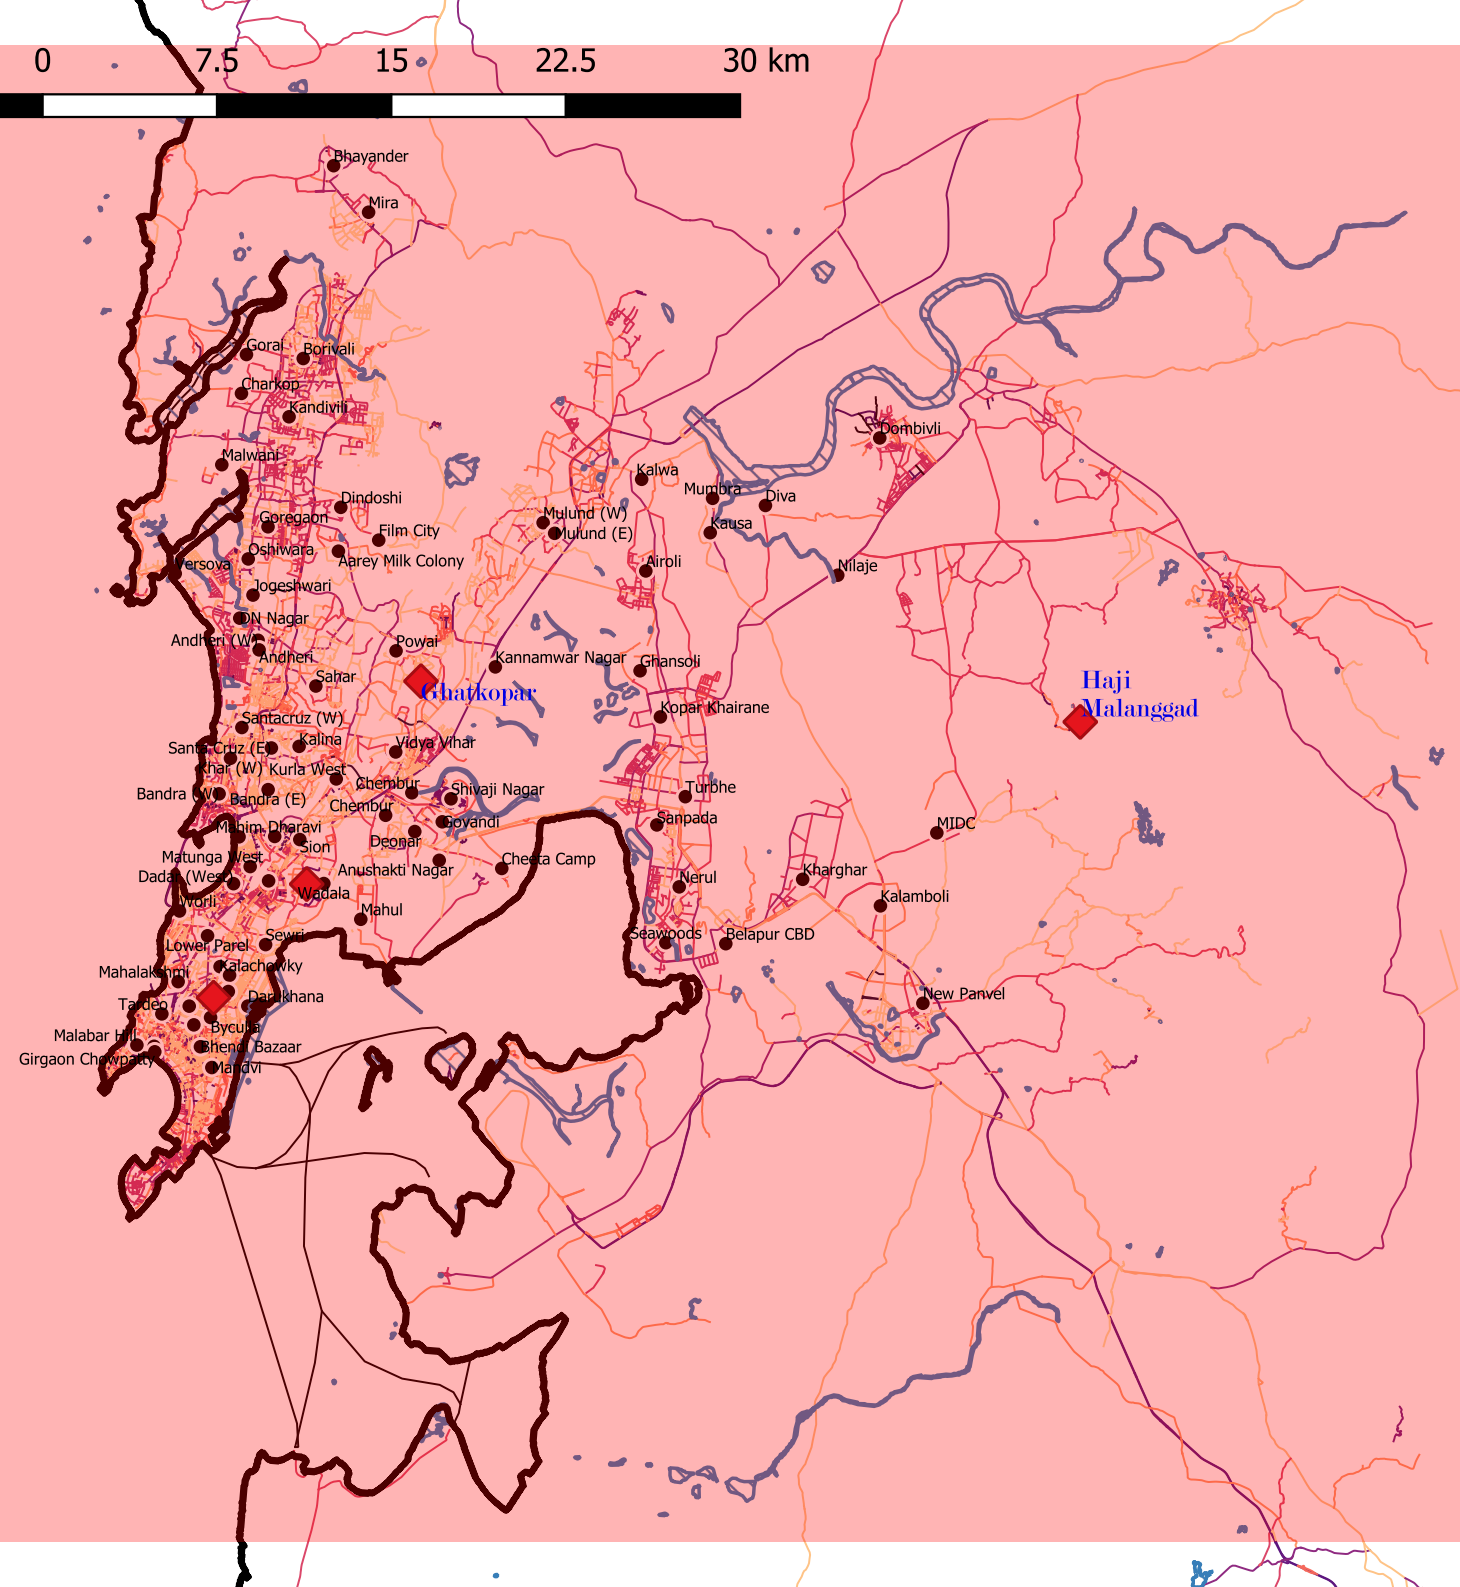 0 7.5 15 22.5 30 km
Bhayander
Mira
Gorai
Borivali
Charkop
Kandivili
Malwani
Dombivli
Kalwa
Mumbra
Diva
Dindoshi
Goregaon
Mulund (W)
Film City
Mulund (E)
Kausa
Oshiwara
Aarey Milk Colony
Versova
Airoli
Nilaje
Jogeshwari
DN Nagar
Andheri (W)
Powai
Andheri
Kannamwar Nagar
Ghansoli
Sahar
Ghatkopar
Haji
Malanggad
Kopar Khairane
Santacruz (W)
Santa Cruz (E)
Kalina
Vidya Vihar
Khar (W)
Kurla West
Chembur
Shivaji Nagar
Turbhe
Bandra (W)
Bandra (E)
Chembur
Govandi
Sanpada
MIDC
Mahim
Dharavi
Sion
Deonar
Matunga West
Cheeta Camp
Anushakti Nagar
Kharghar
Dadar (West)
Wadala
Nerul
Worli
Mahul
Kalamboli
Lower Parel
Sewri
Seawoods
Belapur CBD
Mahalakshmi
Kalachowky
Tardeo
Darukhana
New Panvel
Byculla
Malabar Hill
Bhendi Bazaar
Girgaon Chowpatty
Mandvi